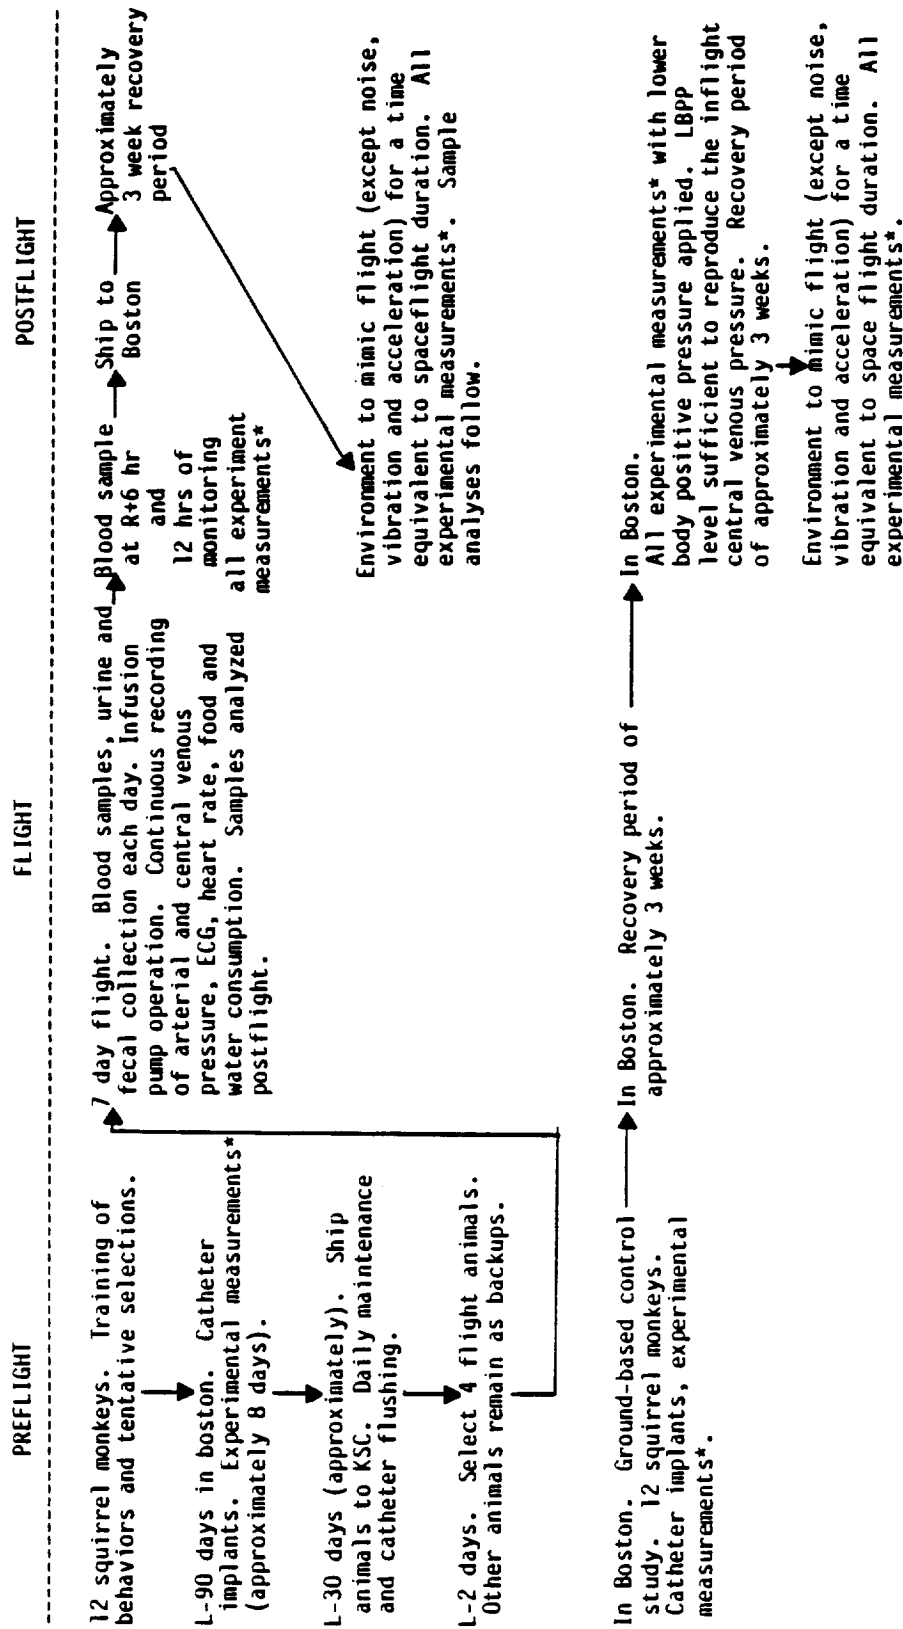 PREFLIGHT
FLIGHT
POSTFLIGHT
12 squirrel monkeys. Training of
behaviors and tentative selections.
L-90 days in boston. Catheter
implants. Experimental measurements*
(approximately 8 days).
L-30 days (approximately). Ship
animals to KSC. Daily maintenance
and catheter flushing.
L-2 days. Select 4 flight animals.
Other animals remain as backups.
7 day flight. Blood samples, urine and
fecal collection each day. Infusion
pump operation. Continuous recording
of arterial and central venous
pressure, ECG, heart rate, food and
water consumption. Samples analyzed
postflight.
Blood sample
at R+6 hr
and
12 hrs of
monitoring
all experiment
measurements*
Ship to
Boston
Approximately
3 week recovery
period
Environment to mimic flight (except noise,
vibration and acceleration) for a time
equivalent to spaceflight duration. All
experimental measurements*. Sample
analyses follow.
In Boston. Ground-based control
study. 12 squirrel monkeys.
Catheter implants, experimental
measurements*.
In Boston. Recovery period of
approximately 3 weeks.
In Boston.
All experimental measurements* with lower
body positive pressure applied. LBPP
level sufficient to reproduce the inflight
central venous pressure. Recovery period
of approximately 3 weeks.
Environment to mimic flight (except noise,
vibration and acceleration) for a time
equivalent to space flight duration. All
experimental measurements*.